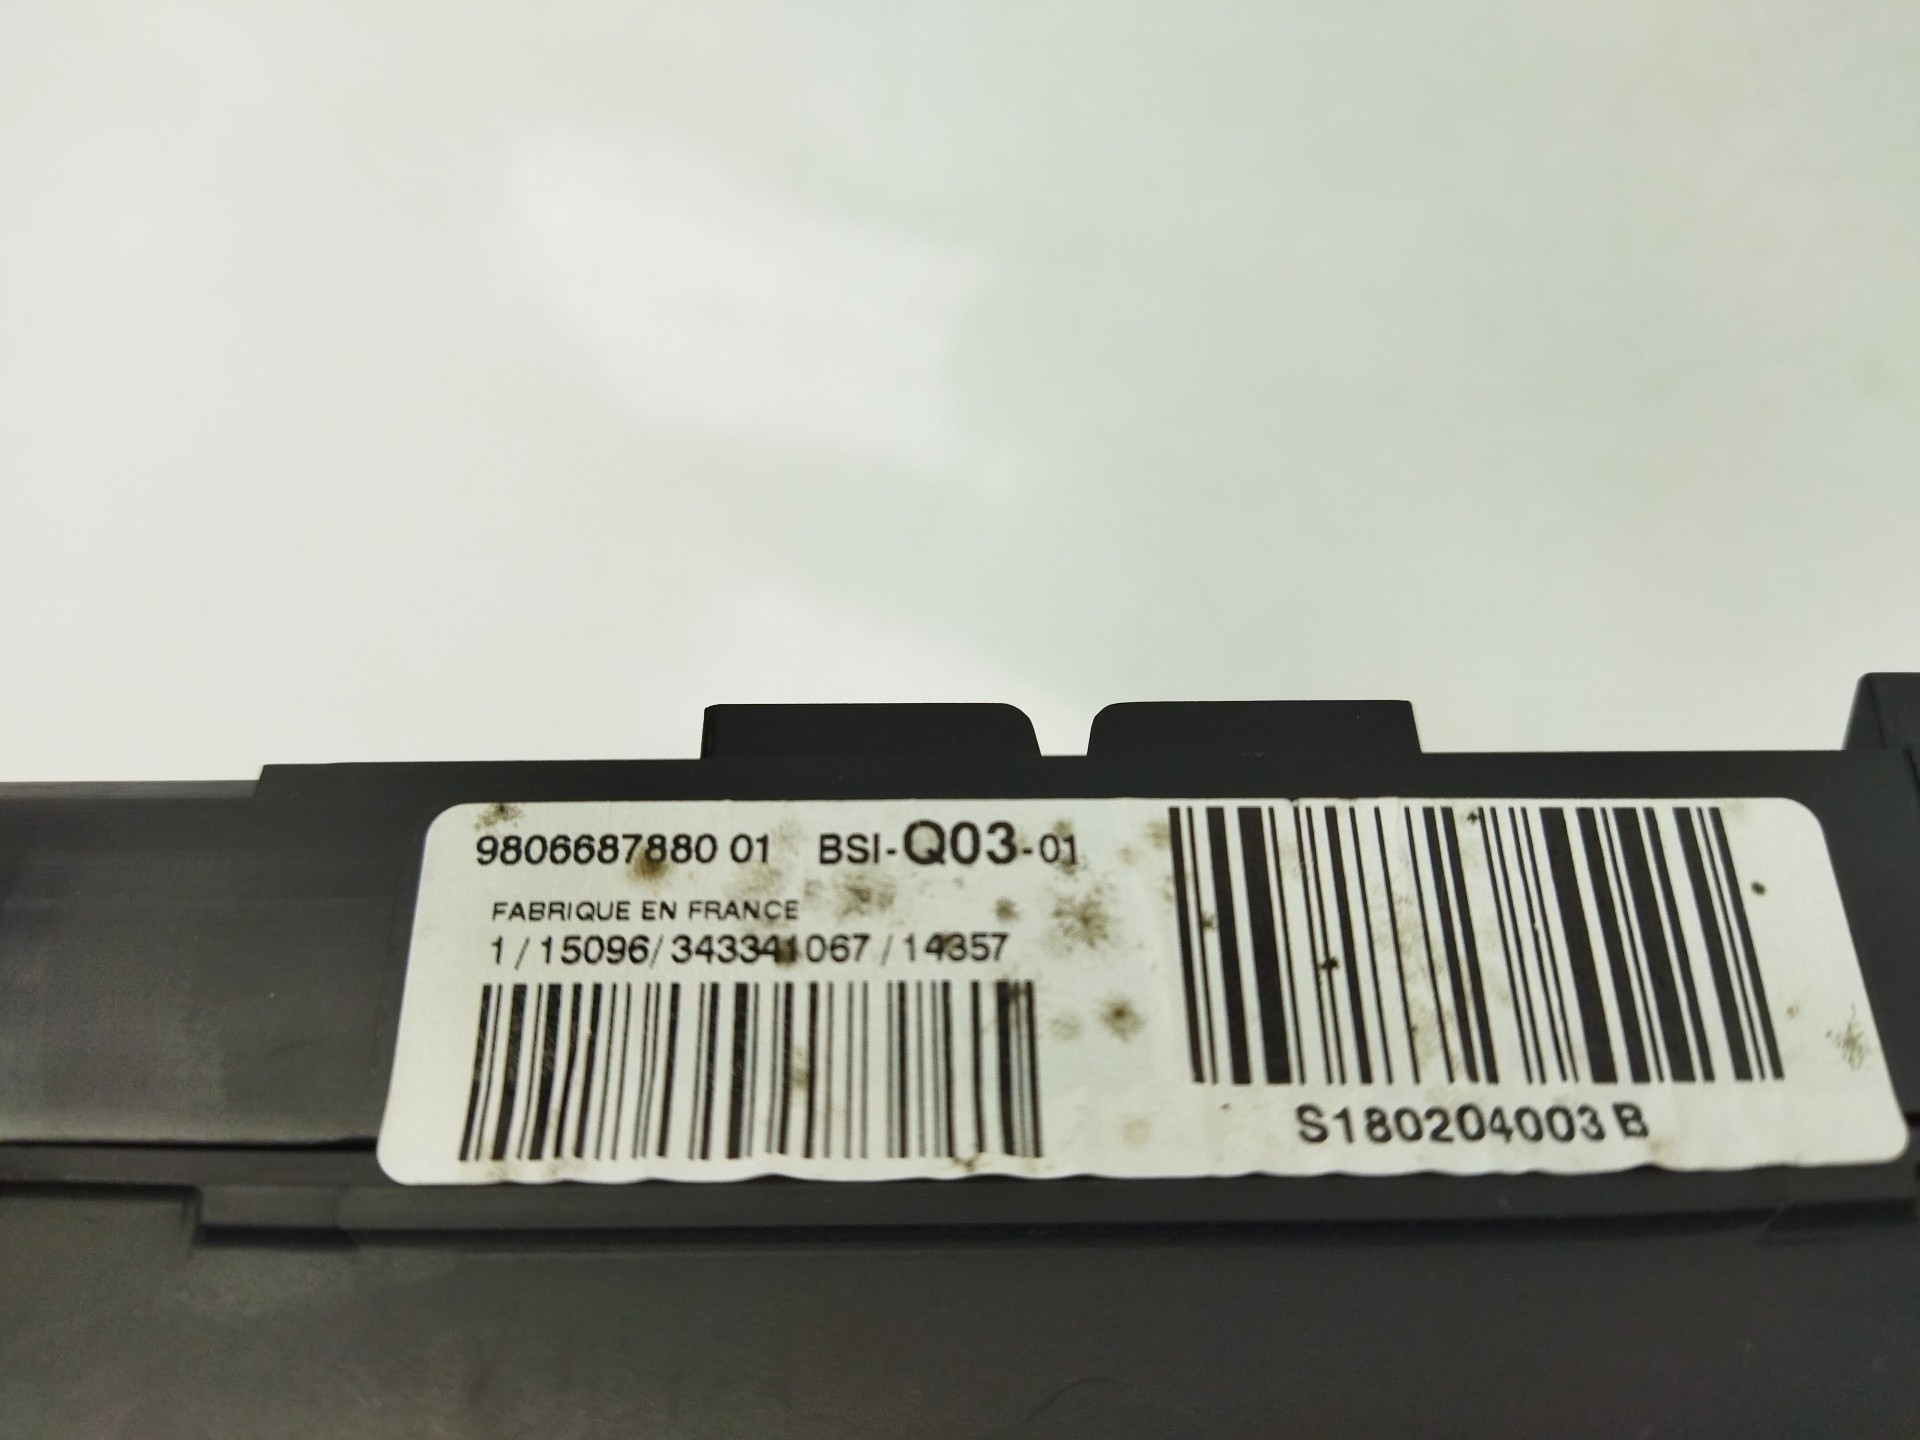 9806687880 01 BSI-Q03-01
FABRIQUE EN FRANCE
1/15096/343341067/14357
S180204003 B